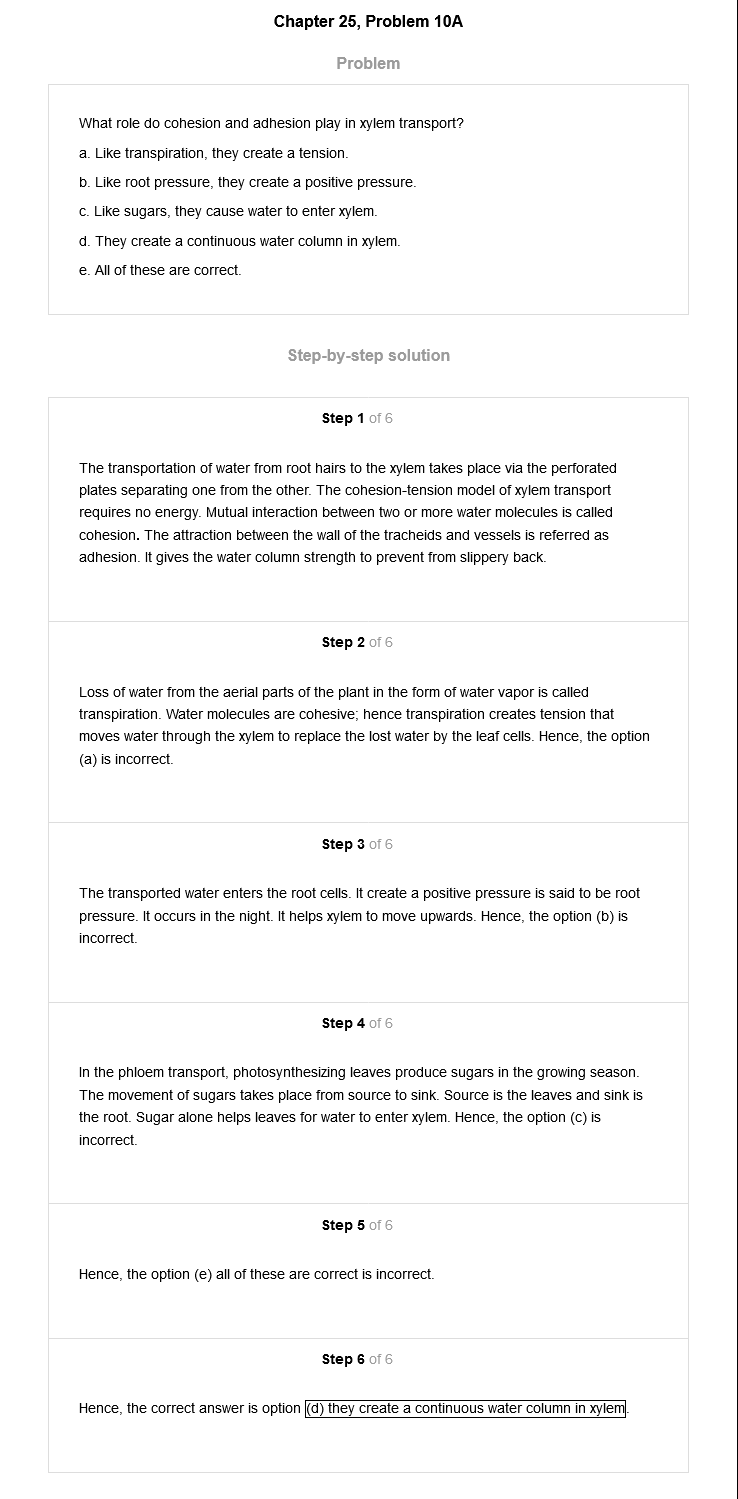 Chapter 25, Problem 10A
Problem
What role do cohesion and adhesion play in xylem transport?
a. Like transpiration, they create a tension.
b. Like root pressure, they create a positive pressure.
c. Like sugars, they cause water to enter xylem.
d. They create a continuous water column in xylem.
e. All of these are correct.
Step-by-step solution
Step 1 of 6
The transportation of water from root hairs to the xylem takes place via the perforated
plates separating one from the other. The cohesion-tension model of xylem transport
requires no energy. Mutual interaction between two or more water molecules is called
cohesion. The attraction between the wall of the tracheids and vessels is referred as
adhesion. It gives the water column strength to prevent from slippery back.
Step 2 of 6
Loss of water from the aerial parts of the plant in the form of water vapor is called
transpiration. Water molecules are cohesive; hence transpiration creates tension that
moves water through the xylem to replace the lost water by the leaf cells. Hence, the option
(a) is incorrect.
Step 3 of 6
The transported water enters the root cells. It create a positive pressure is said to be root
pressure. It occurs in the night. It helps xylem to move upwards. Hence, the option (b) is
incorrect.
Step 4 of 6
In the phloem transport, photosynthesizing leaves produce sugars in the growing season.
The movement of sugars takes place from source to sink. Source is the leaves and sink is
the root. Sugar alone helps leaves for water to enter xylem. Hence, the option (c) is
incorrect.
Step 5 of 6
Hence, the option (e) all of these are correct is incorrect.
Step 6 of 6
Hence, the correct answer is option (d) they create a continuous water column in xylem.